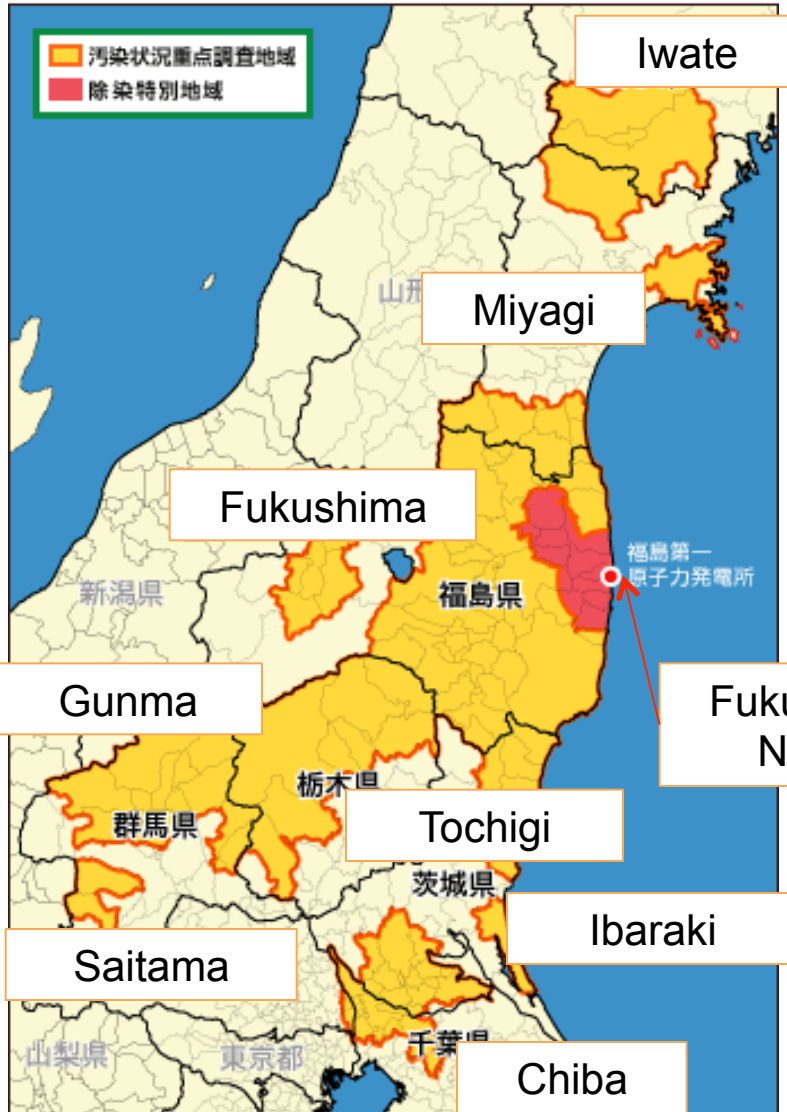 汚染状況重点調査地域
除染特別地域
Iwate
Miyagi
Fukushima
福島第一
原子力発電所
新潟県
福島県
Gunma
栃木県
群馬県
Tochigi
茨城県
Ibaraki
Saitama
千葉県
山梨県
東京都
Chiba